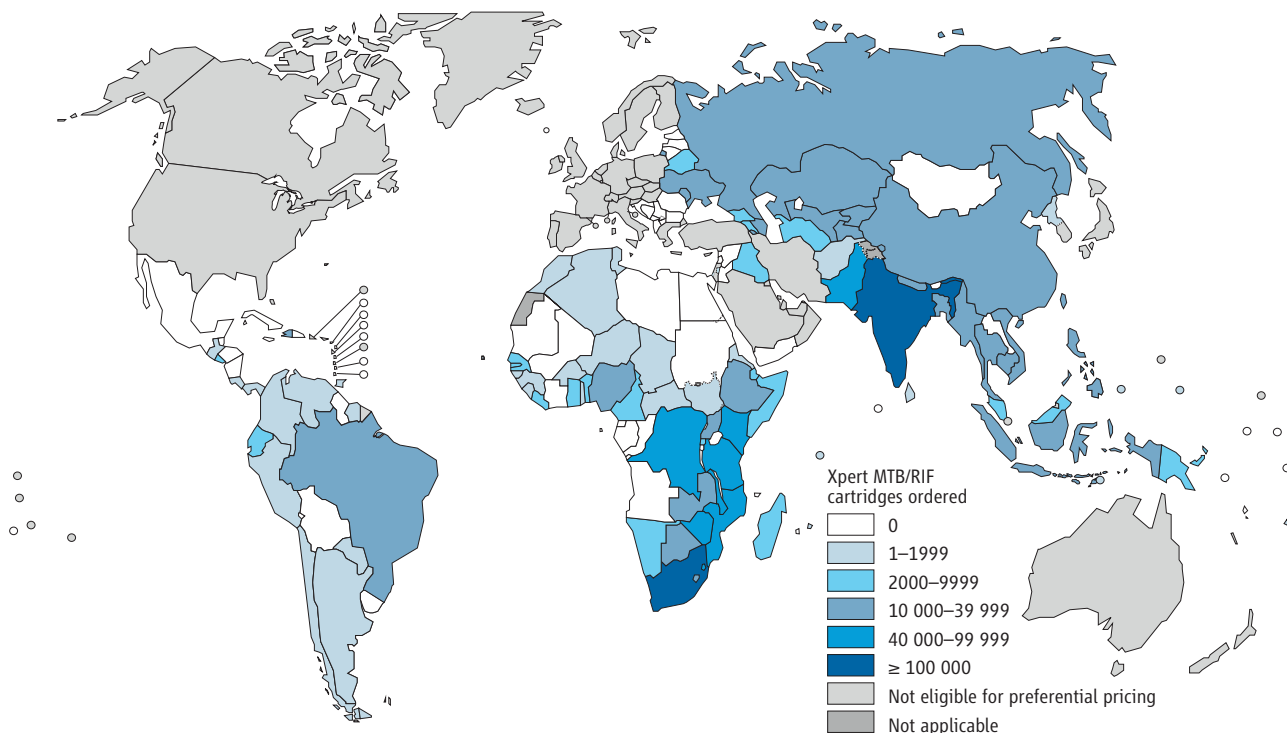 Xpert MTB/RIF
cartridges ordered
0
1–1999
2000–9999
10 000–39 999
40 000–99 999
≥ 100 000
Not eligible for preferential pricing
Not applicable